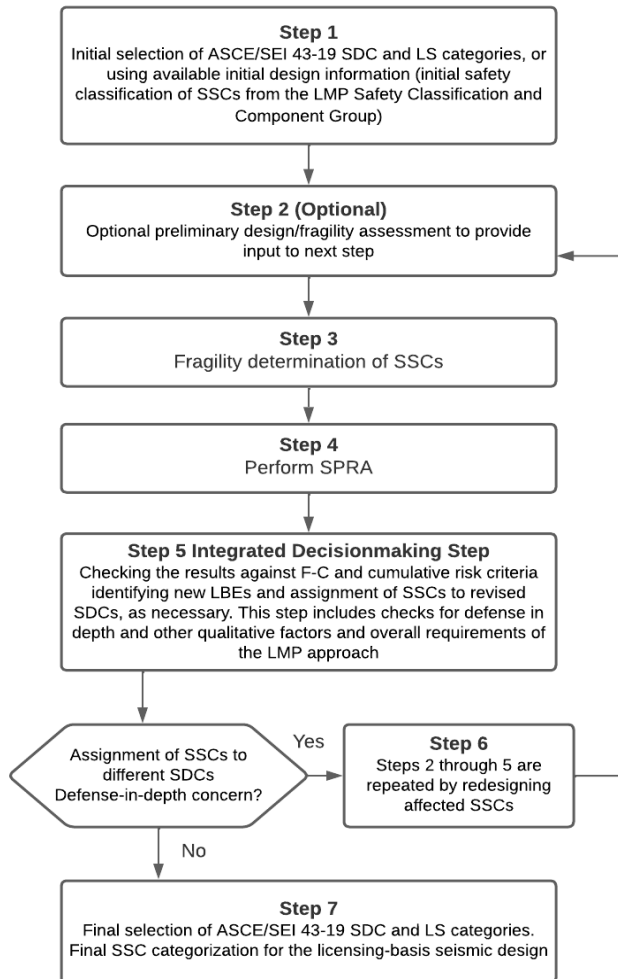 Step 1
Initial selection of ASCE/SEI 43-19 SDC and LS categories, or
using available initial design information (initial safety
classification of SSCs from the LMP Safety Classification and
Component Group)
Step 2 (Optional)
Optional preliminary design/fragility assessment to provide
input to next step
Step 3
Fragility determination of SSCs
Step 4
Perform SPRA
Step 5 Integrated Decisionmaking Step
Checking the results against F-C and cumulative risk criteria
identifying new LBEs and assignment of SSCs to revised
SDCs, as necessary. This step includes checks for defense in
depth and other qualitative factors and overall requirements of
the LMP approach
Assignment of SSCs to
different SDCs
Defense-in-depth concern?
Yes
Step 6
Steps 2 through 5 are
repeated by redesigning
affected SSCs
No
Step 7
Final selection of ASCE/SEI 43-19 SDC and LS categories.
Final SSC categorization for the licensing-basis seismic design